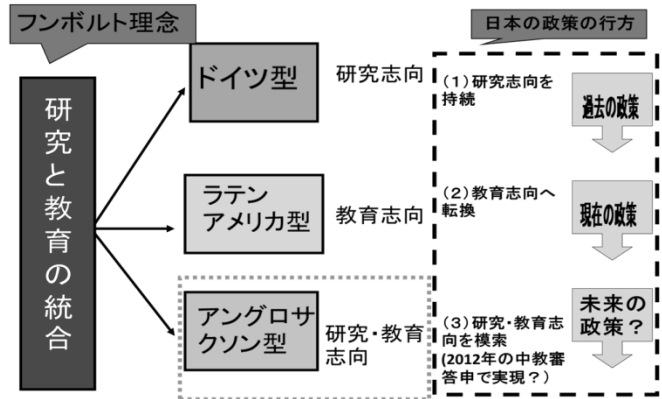 フンボルト理念
研究と教育の統合
ドイツ型
研究志向
ラテン
アメリカ型
教育志向
アングロサ
クソン型
研究・教育
志向
日本の政策の行方
(1)研究志向を
持続
過去の政策
(2)教育志向へ
転換
現在の政策
(3)研究・教育志
向を模索
(2012年の中教審
答申で実現?)
未来の
政策?